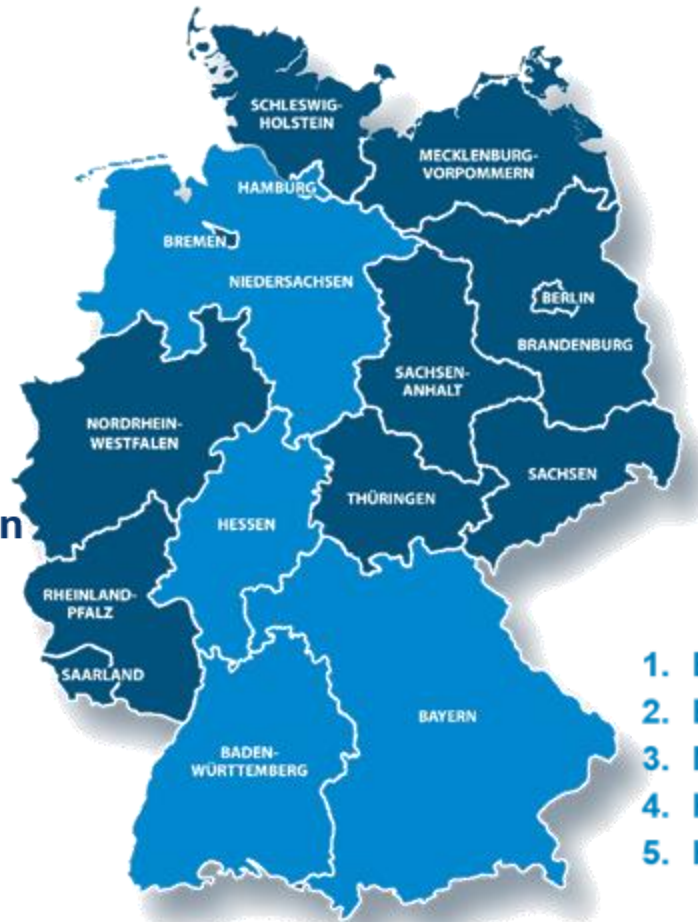 SCHLESWIG-
HOLSTEIN
MECKLENBURG-
VORPOMMERN
HAMBURG
BREMEN
NIEDERSACHSEN
BERLIN
BRANDENBURG
SACHSEN-
ANHALT
NORDRHEIN-
WESTFALEN
SACHSEN
THÜRINGEN
n
HESSEN
RHEINLAND-
PFALZ
SAARLAND
BAYERN
BADEN-
WÜRTTEMBERG
1.
2.
3.
4.
5.